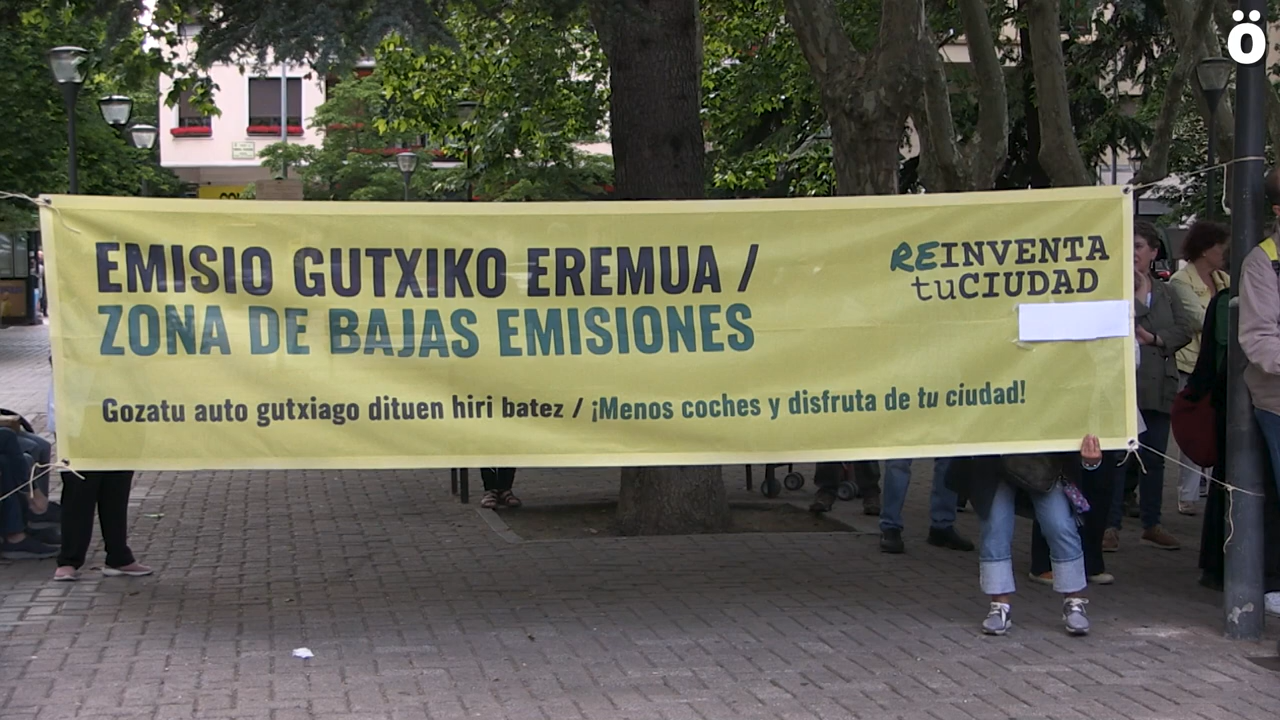 ö
EMISIO GUTXIKO EREMUA /
ZONA DE BAJAS EMISIONES
Gozatu auto gutxiago dituen hiri batez / ¡Menos coches y disfruta de tu ciudad!
REINVENTA
tuCIUDAD